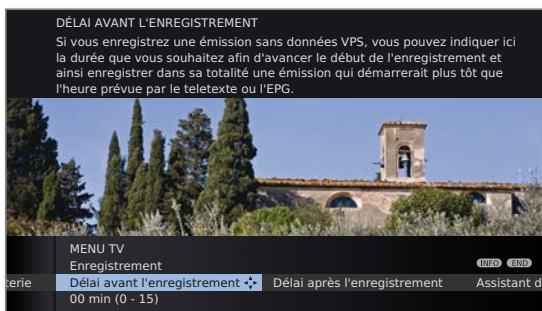 DÉLAI AVANT L'ENREGISTREMENT
Si vous enregistrez une émission sans données VPS, vous pouvez indiquer ici
la durée que vous souhaitez afin d'avancer le début de l'enregistrement et
ainsi enregistrer dans sa totalité une émission qui démarrerait plus tôt que
l'heure prévue par le teletexte ou l'EPG.
MENU TV
Enregistrement
INFO END
terie Délai avant l'enregistrement Délai après l'enregistrement Assistant d
00 min (0 - 15)